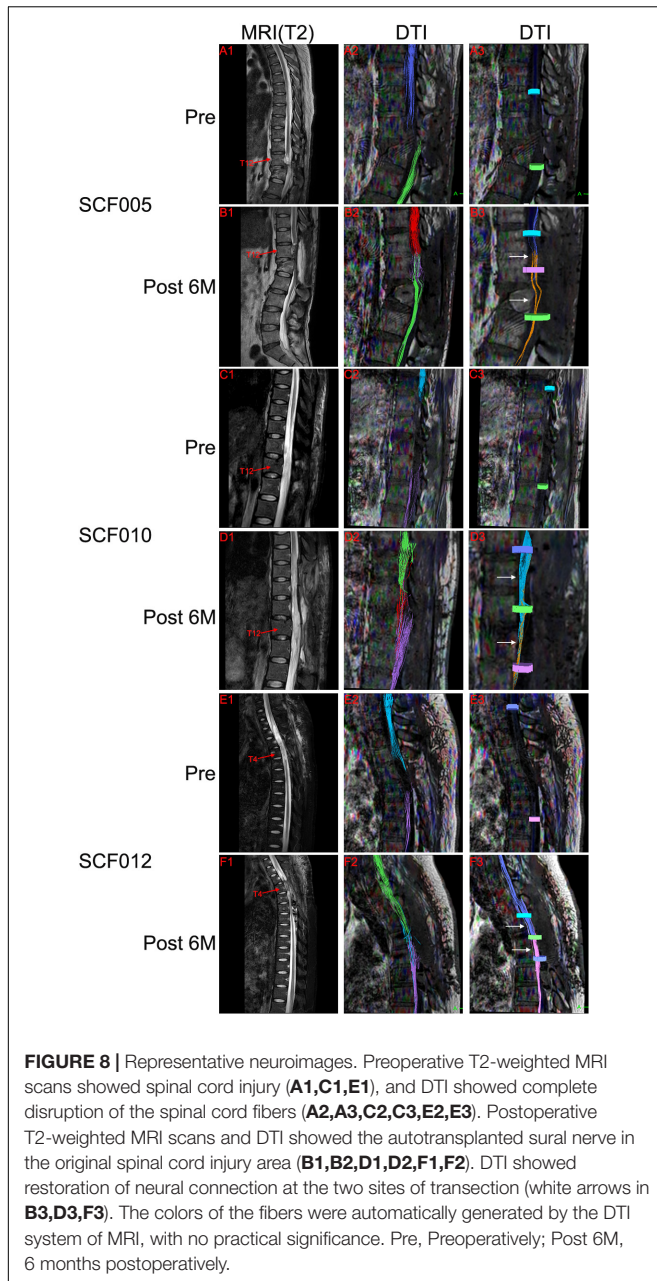 MRI(T2) DTI DTI
A1 A2 A3
Pre
SCF005
B1 B2 B3
Post 6M
C1 C2 C3
Pre
T12
SCF010
D1 D2 D3
Post 6M
T12
E1 E2 E3
Pre
T4
SCF012
F1 F2 F3
T4
Post 6M
FIGURE 8 | Representative neuroimages. Preoperative T2-weighted MRI
scans showed spinal cord injury (A1,C1,E1), and DTI showed complete
disruption of the spinal cord fibers (A2,A3,C2,C3,E2,E3). Postoperative
T2-weighted MRI scans and DTI showed the autotransplanted sural nerve in
the original spinal cord injury area (B1,B2,D1,D2,F1,F2). DTI showed
restoration of neural connection at the two sites of transection (white arrows in
B3,D3,F3). The colors of the fibers were automatically generated by the DTI
system of MRI, with no practical significance. Pre, Preoperatively; Post 6M,
6 months postoperatively.